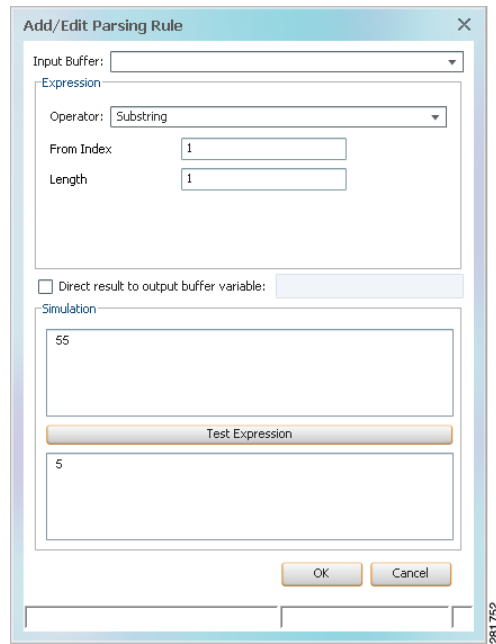 Add/Edit Parsing Rule
Input Buffer:
Expression
Operator: Substring
From Index 1
Length 1
Direct result to output buffer variable:
Simulation
55
Test Expression
5
OK Cancel
281752